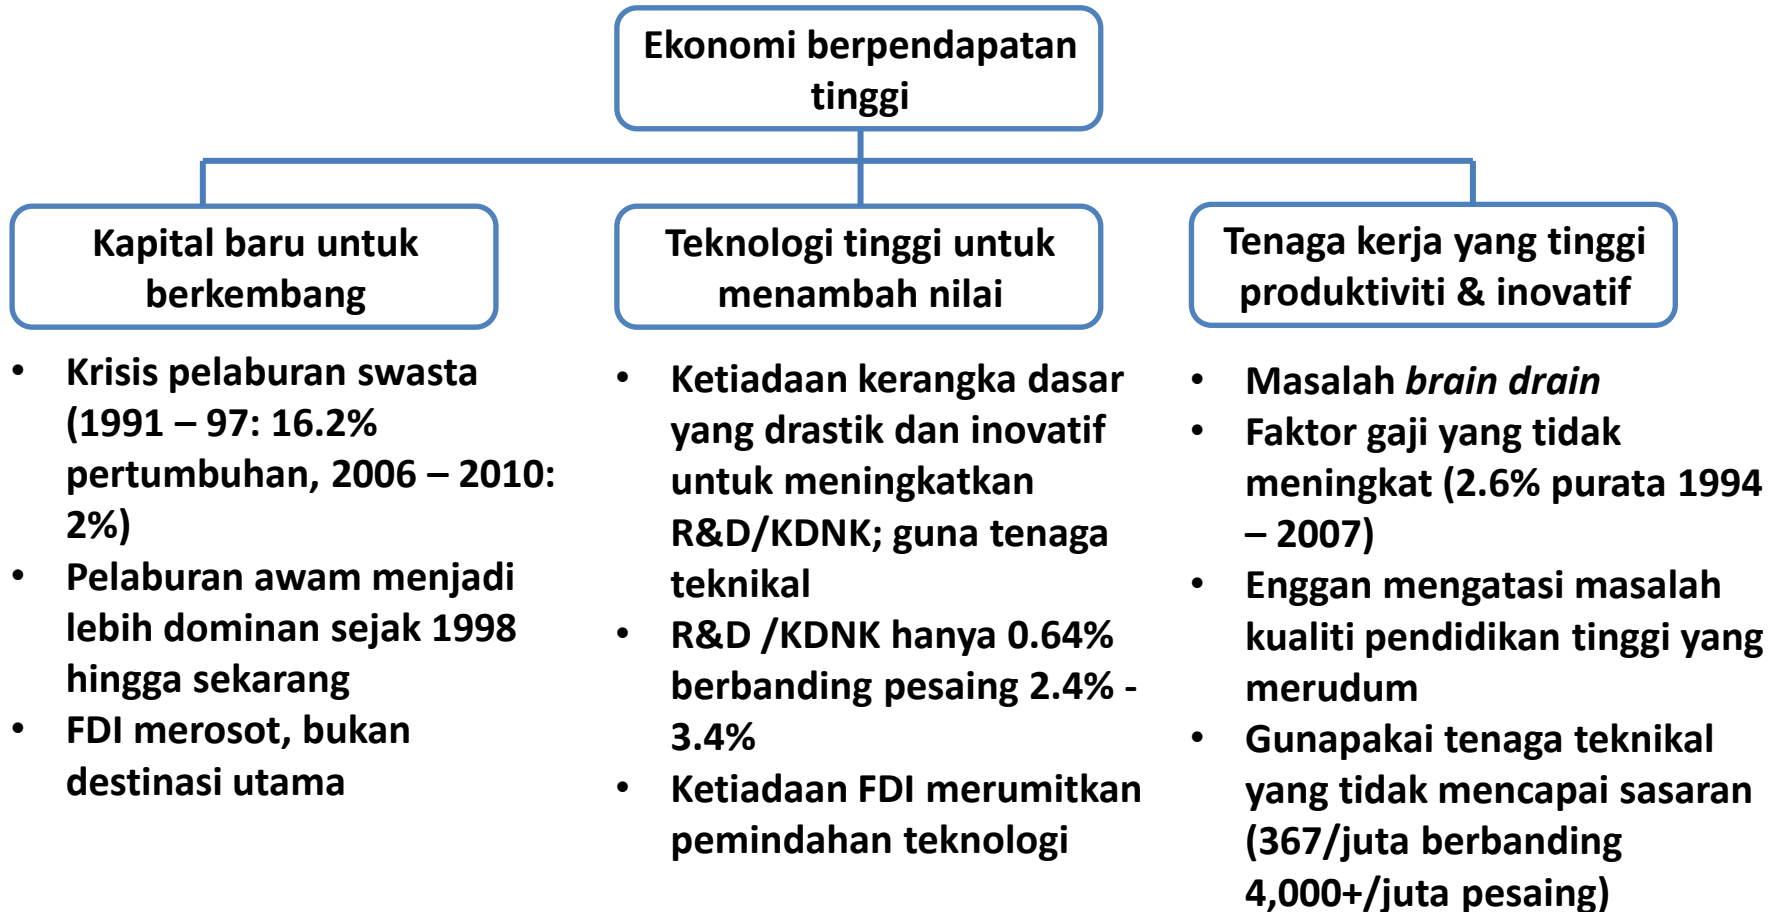 Ekonomi berpendapatan
tinggi
Kapital baru untuk
berkembang
• Krisis pelaburan swasta
(1991 – 97: 16.2%
pertumbuhan, 2006 – 2010:
2%)
• Pelaburan awam menjadi
lebih dominan sejak 1998
hingga sekarang
• FDI merosot, bukan
destinasi utama
Teknologi tinggi untuk
menambah nilai
• Ketiadaan kerangka dasar
yang drastik dan inovatif
untuk meningkatkan
R&D/KDNK; guna tenaga
teknikal
• R&D /KDNK hanya 0.64%
berbanding pesaing 2.4% -
3.4%
• Ketiadaan FDI merumitkan
pemindahan teknologi
Tenaga kerja yang tinggi
produktiviti & inovatif
• Masalah brain drain
• Faktor gaji yang tidak
meningkat (2.6% purata 1994
– 2007)
• Enggan mengatasi masalah
kualiti pendidikan tinggi yang
merudum
• Gunapakai tenaga teknikal
yang tidak mencapai sasaran
(367/juta berbanding
4,000+/juta pesaing)